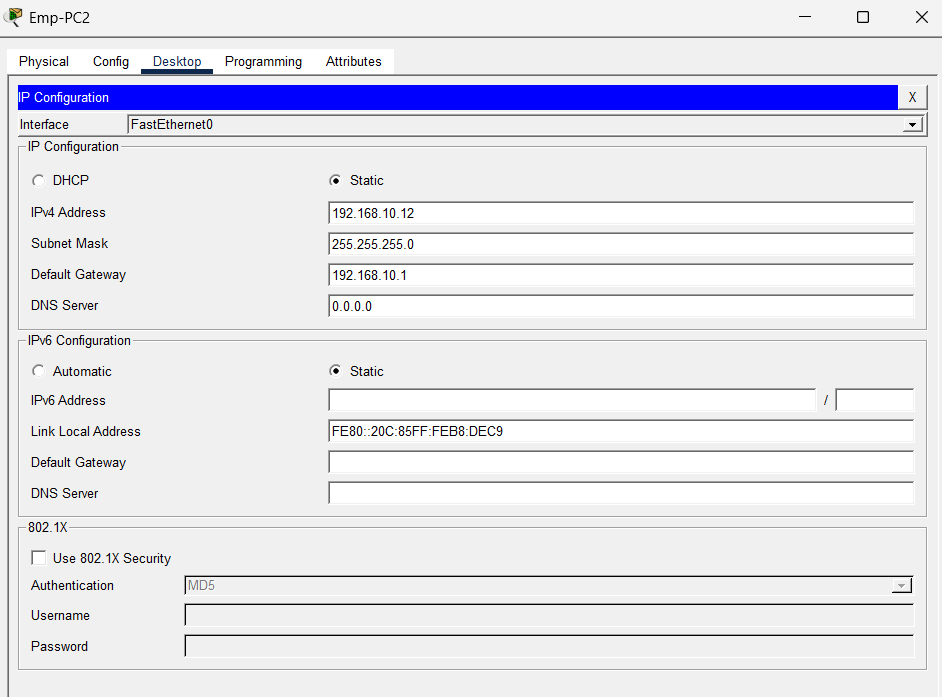 Emp-PC2
Physical Config Desktop Programming Attributes
IP Configuration X
Interface FastEthernet0
IP Configuration
DHCP Static
IPv4 Address 192.168.10.12
Subnet Mask 255.255.255.0
Default Gateway 192.168.10.1
DNS Server 0.0.0.0
IPv6 Configuration
Automatic Static
IPv6 Address /
Link Local Address FE80::20C:85FF:FEB8:DEC9
Default Gateway
DNS Server
802.1X
Use 802.1X Security
Authentication MD5
Username
Password